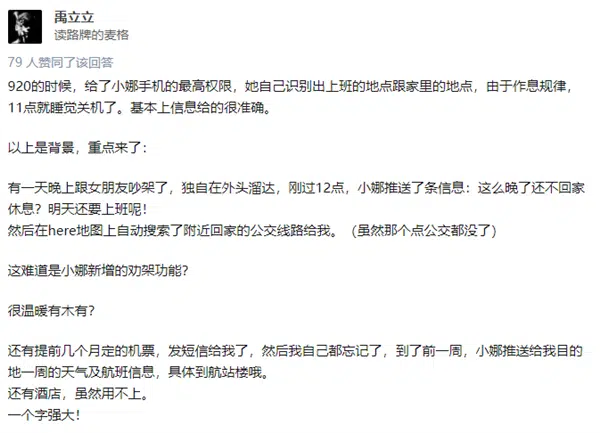 禹立立
读路牌的麦格
79 人赞同了该回答
920的时候，给了小娜手机的最高权限，她自己识别出上班的地点跟家里的地点，由于作息规律，
11点就睡觉关机了。基本上信息给的很准确。
以上是背景，重点来了：
有一天晚上跟女朋友吵架了，独自在外头溜达，刚过12点，小娜推送了条信息：这么晚了还不回家
休息？明天还要上班呢！
然后在here地图上自动搜索了附近回家的公交线路给我。（虽然那个点公交都没了）
这难道是小娜新增的劝架功能？
很温暖有木有？
还有提前几个月定的机票，发短信给我了，然后我自己都忘记了，到了前一周，小娜推送给我目的
地一周的天气及航班信息，具体到航站楼哦。
还有酒店，虽然用不上。
一个字强大！